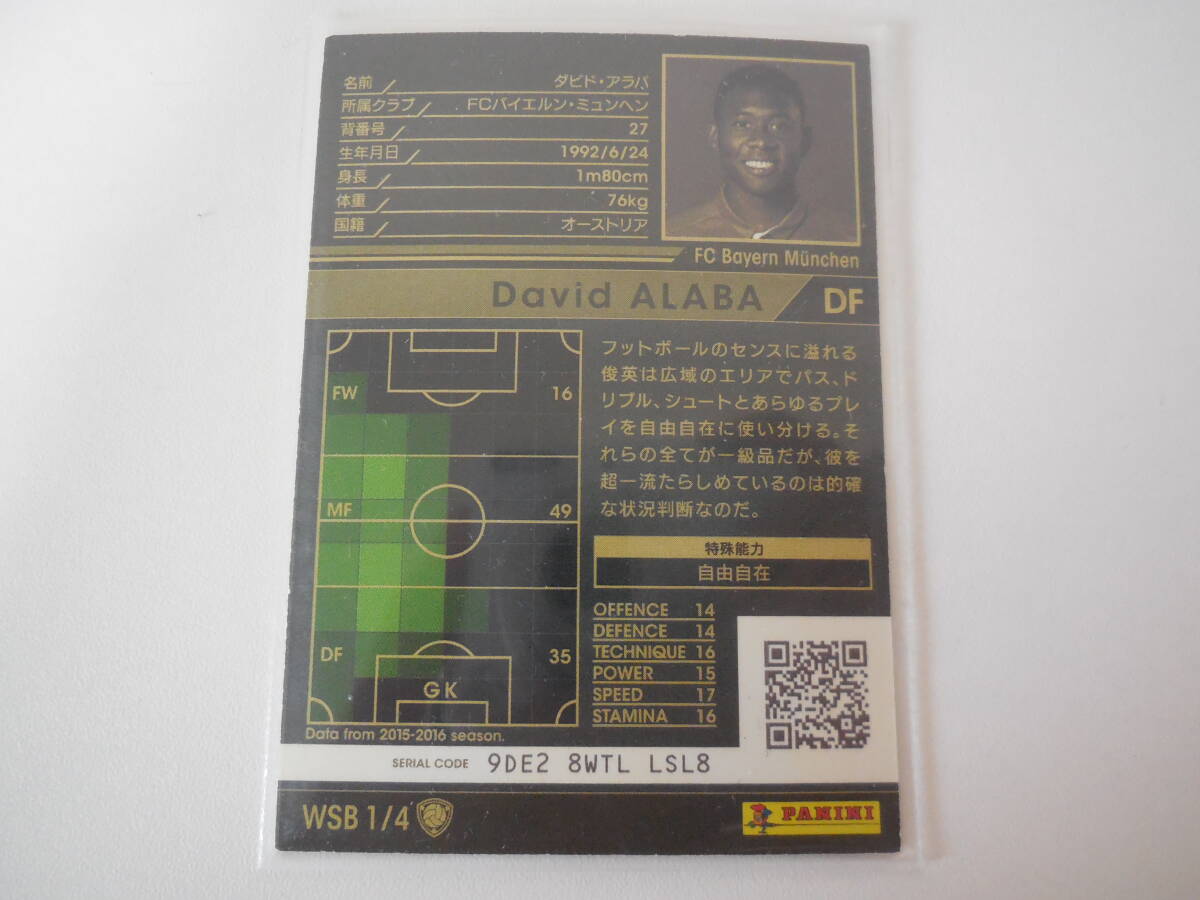 名前 ダビド・アラバ
所属クラブ FCバイエルン・ミュンヘン
背番号 27
生年月日 1992/6/24
身長 1m80cm
体重 76kg
国籍 オーストリア
FC Bayern München
David ALABA DF
FW 16
MF 49
DF 35
GK
Data from 2015-2016 season.
フットボールのセンスに溢れる
俊英は広域のエリアでパス、ド
リブル、シュートとあらゆるプレ
イを自由自在に使い分ける。そ
れらの全てが一級品だが、彼を
超一流たらしめているのは的確
な状況判断なのだ。
特殊能力
自由自在
OFFENCE 14
DEFENCE 14
TECHNIQUE 16
POWER 15
SPEED 17
STAMINA 16
SERIAL CODE 9DE2 8WTL LSL8
WSB 1/4
PANINI